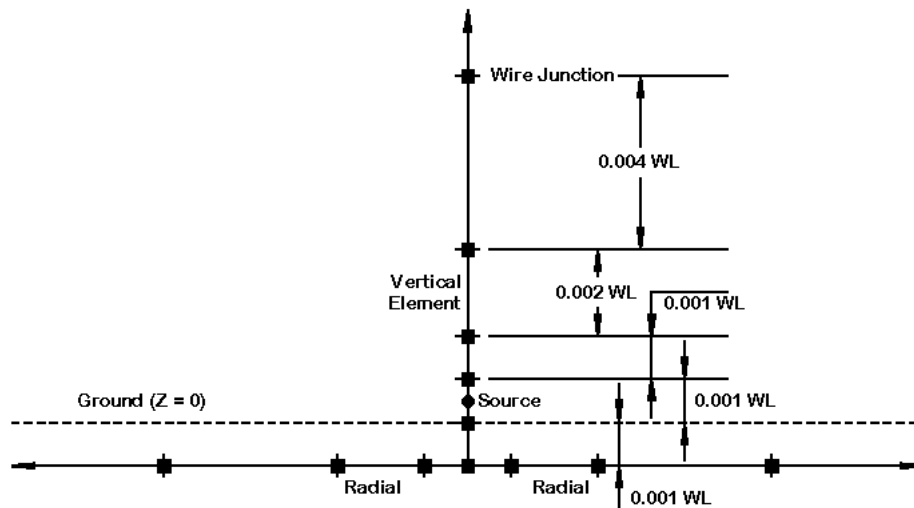 Wire Junction
0.004 WL
Vertical
Element
0.002 WL
0.001 WL
Ground (Z = 0)
Source
0.001 WL
Radial
Radial
0.001 WL